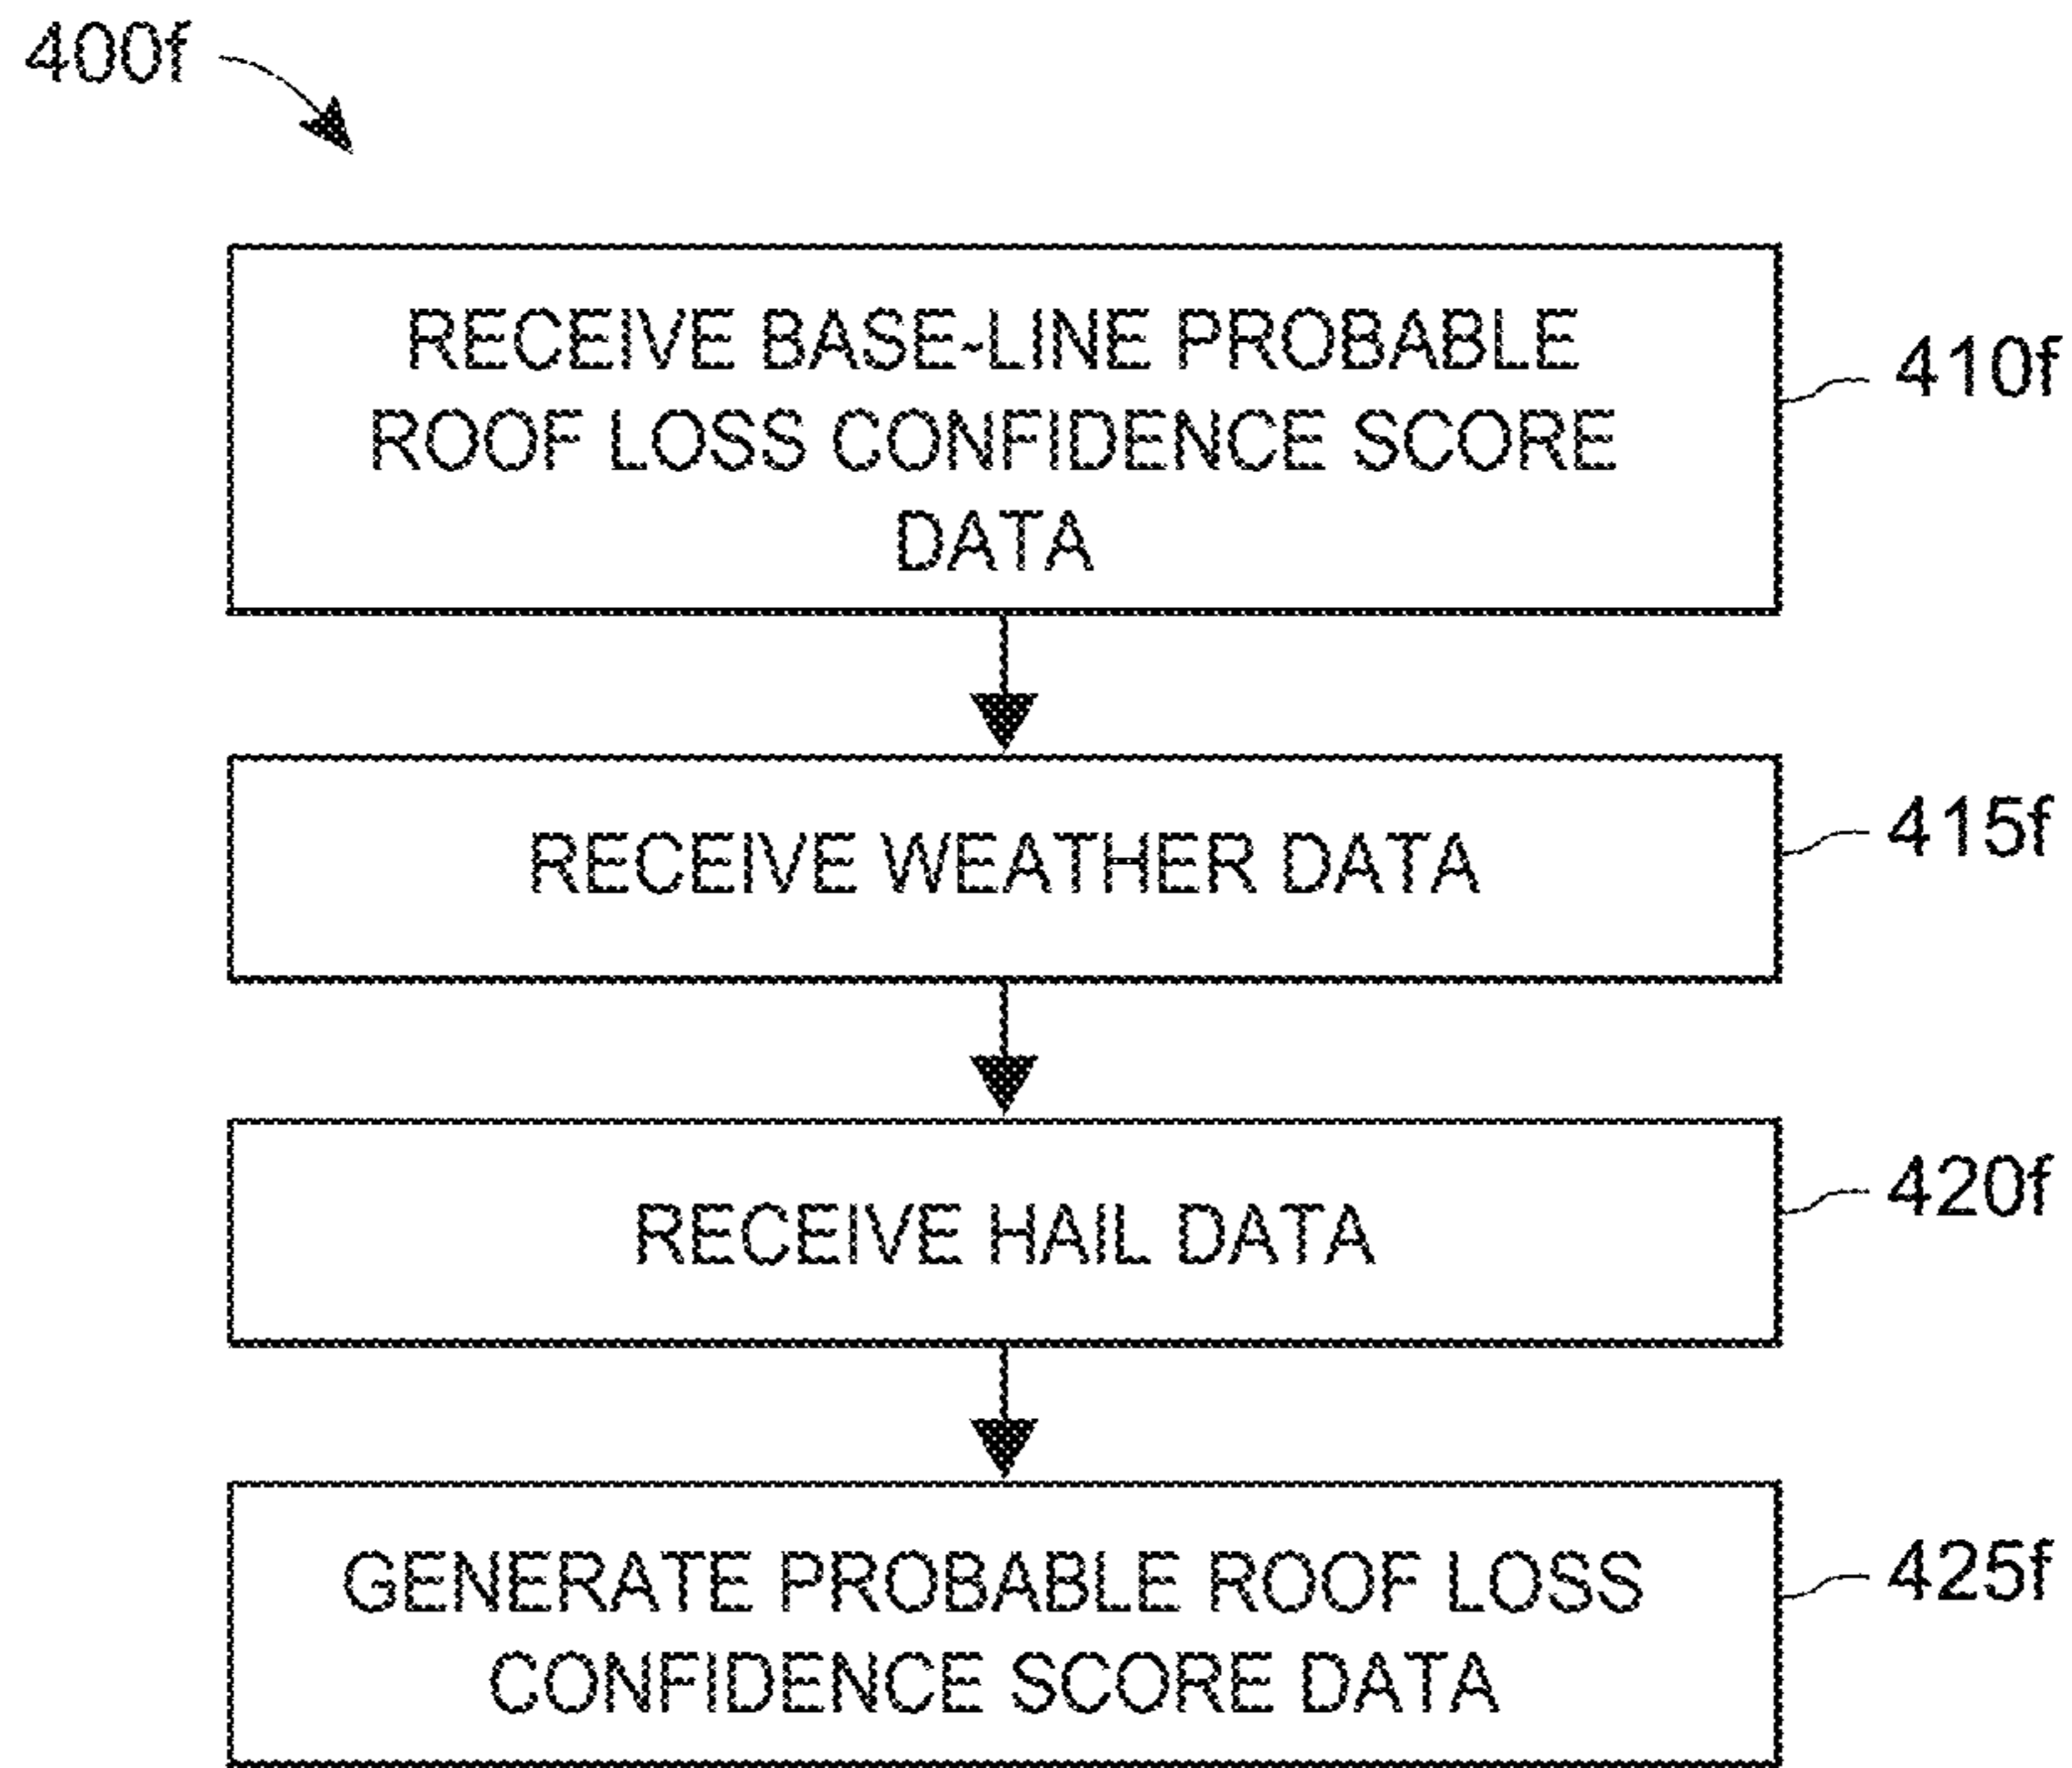 400f
RECEIVE BASE-LINE PROBABLE
ROOF LOSS CONFIDENCE SCORE
DATA
410f
RECEIVE WEATHER DATA
415f
RECEIVE HAIL DATA
420f
GENERATE PROBABLE ROOF LOSS
CONFIDENCE SCORE DATA
425f